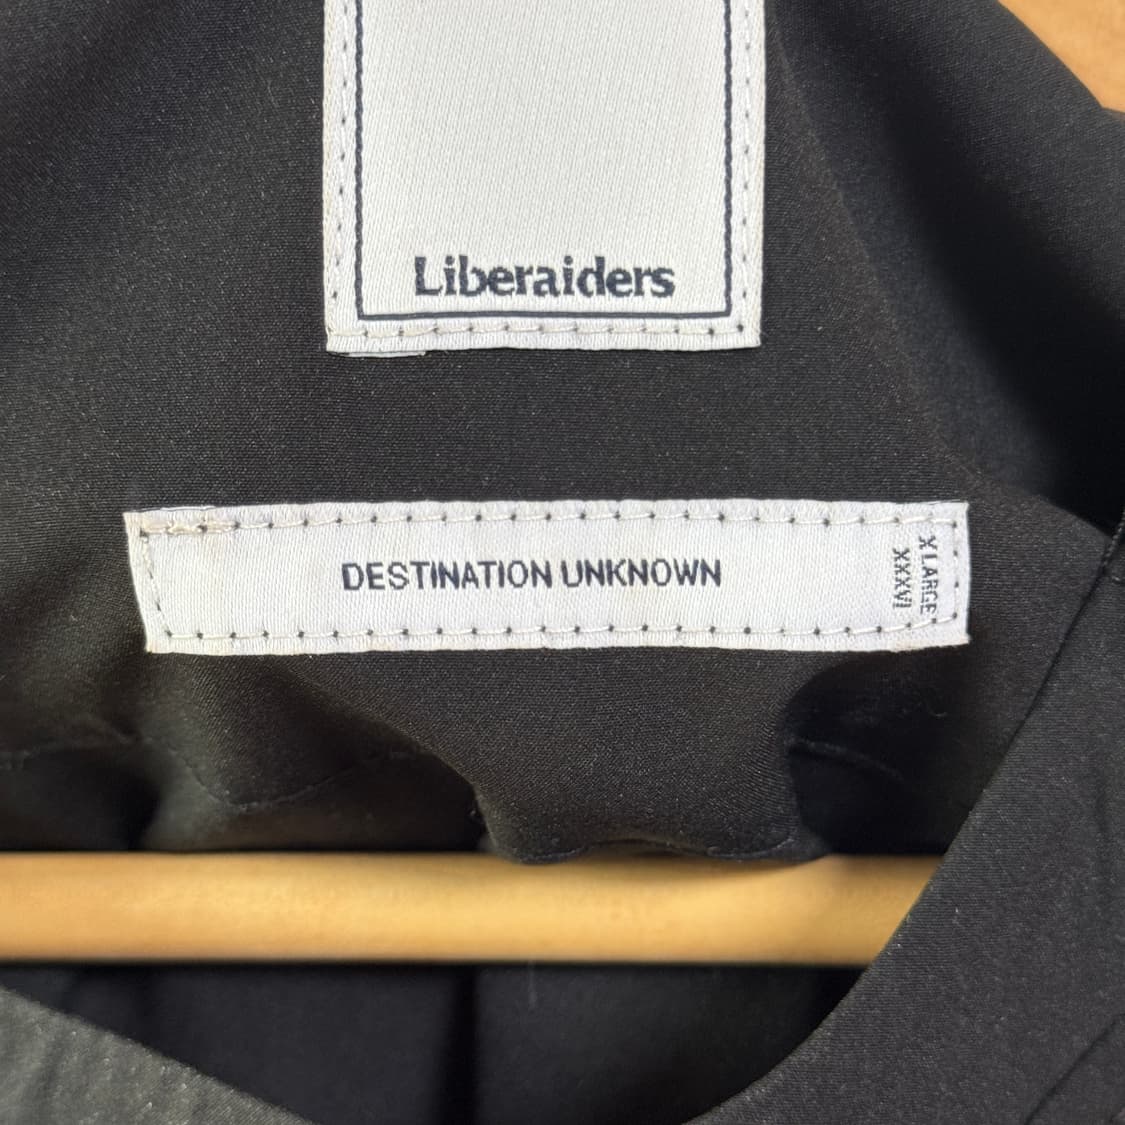 Liberaiders
DESTINATION UNKNOWN
X LARGE
XXXVI